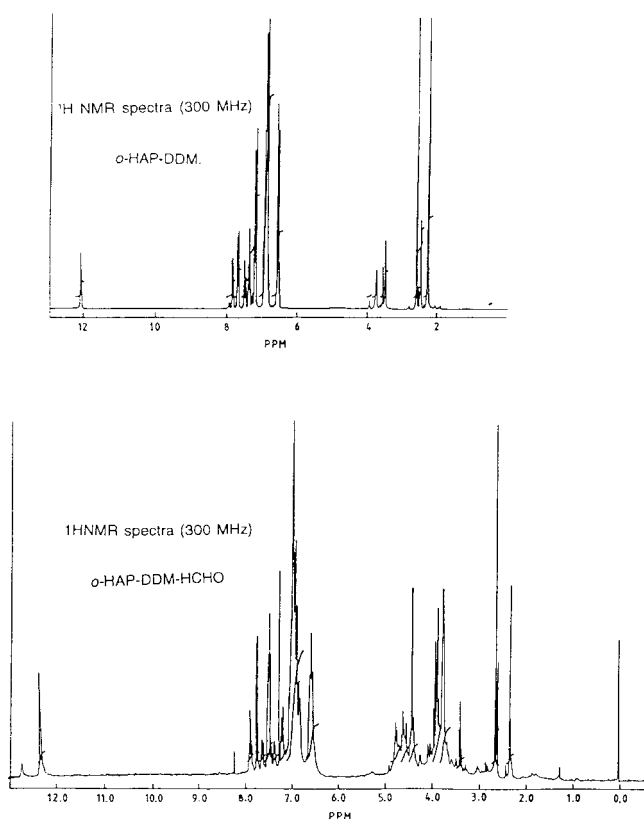 ¹H NMR spectra (300 MHz)
o-HAP-DDM.
12 10 8 6 4 2
PPM
1HNMR spectra (300 MHz)
o-HAP-DDM-HCHO
12.0 11.0 10.0 9.0 8.0 7.0 6.0 5.0 4.0 3.0 2.0 1.0 0.0
PPM